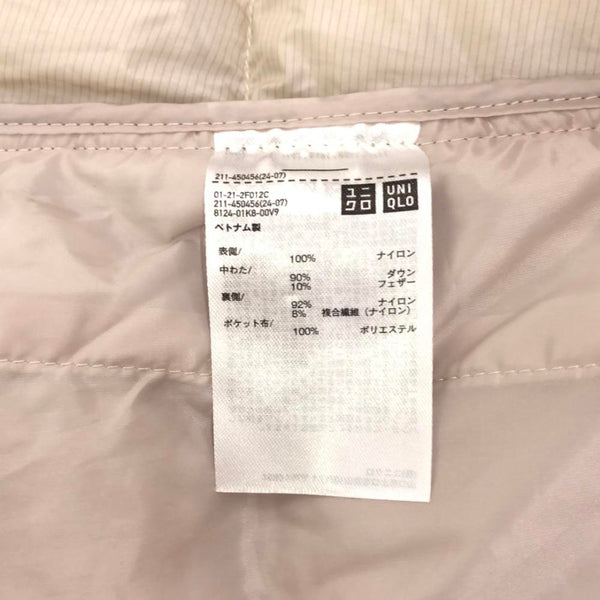 211-450456(24-07)
01-21-2F012C
211-450456(24-07)
8124-01K8-00V9
ユニクロ UNIQLO
ベトナム製
表側/ 100% ナイロン
中わた/ 90% ダウン
10% フェザー
裏側/ 92% ナイロン
8% 複合繊維(ナイロン)
ポケット布/ 100% ポリエステル